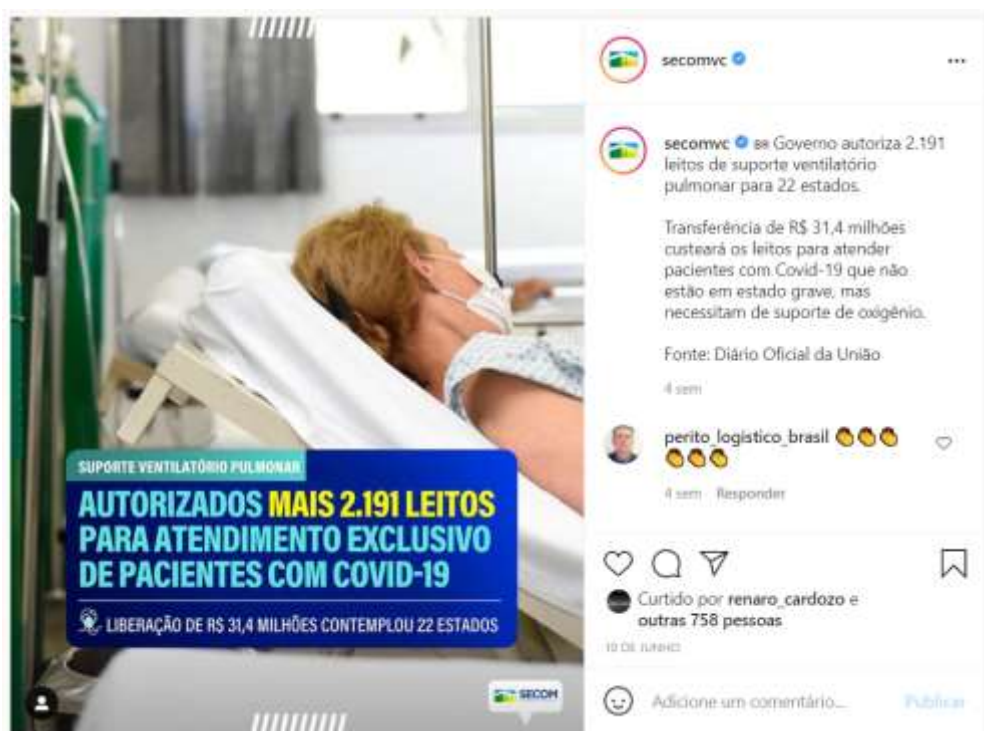 SUPORTE VENTILATÓRIO PULMONAR
AUTORIZADOS MAIS 2.191 LEITOS
PARA ATENDIMENTO EXCLUSIVO
DE PACIENTES COM COVID-19
LIBERAÇÃO DE R$ 31,4 MILHÕES CONTEMPLOU 22 ESTADOS
SECOM
secomvc
secomvc BR Governo autoriza 2.191
leitos de suporte ventilatório
pulmonar para 22 estados.
Transferência de R$ 31,4 milhões
custeará os leitos para atender
pacientes com Covid-19 que não
estão em estado grave, mas
necessitam de suporte de oxigênio.
Fonte: Diário Oficial da União
4 sem
perito_logistico_brasil 👏👏👏
👏👏👏
4 sem Responder
Curtido por renaro_cardozo e
outras 758 pessoas
10 DE JUNHO
Adicione um comentário... Publicar